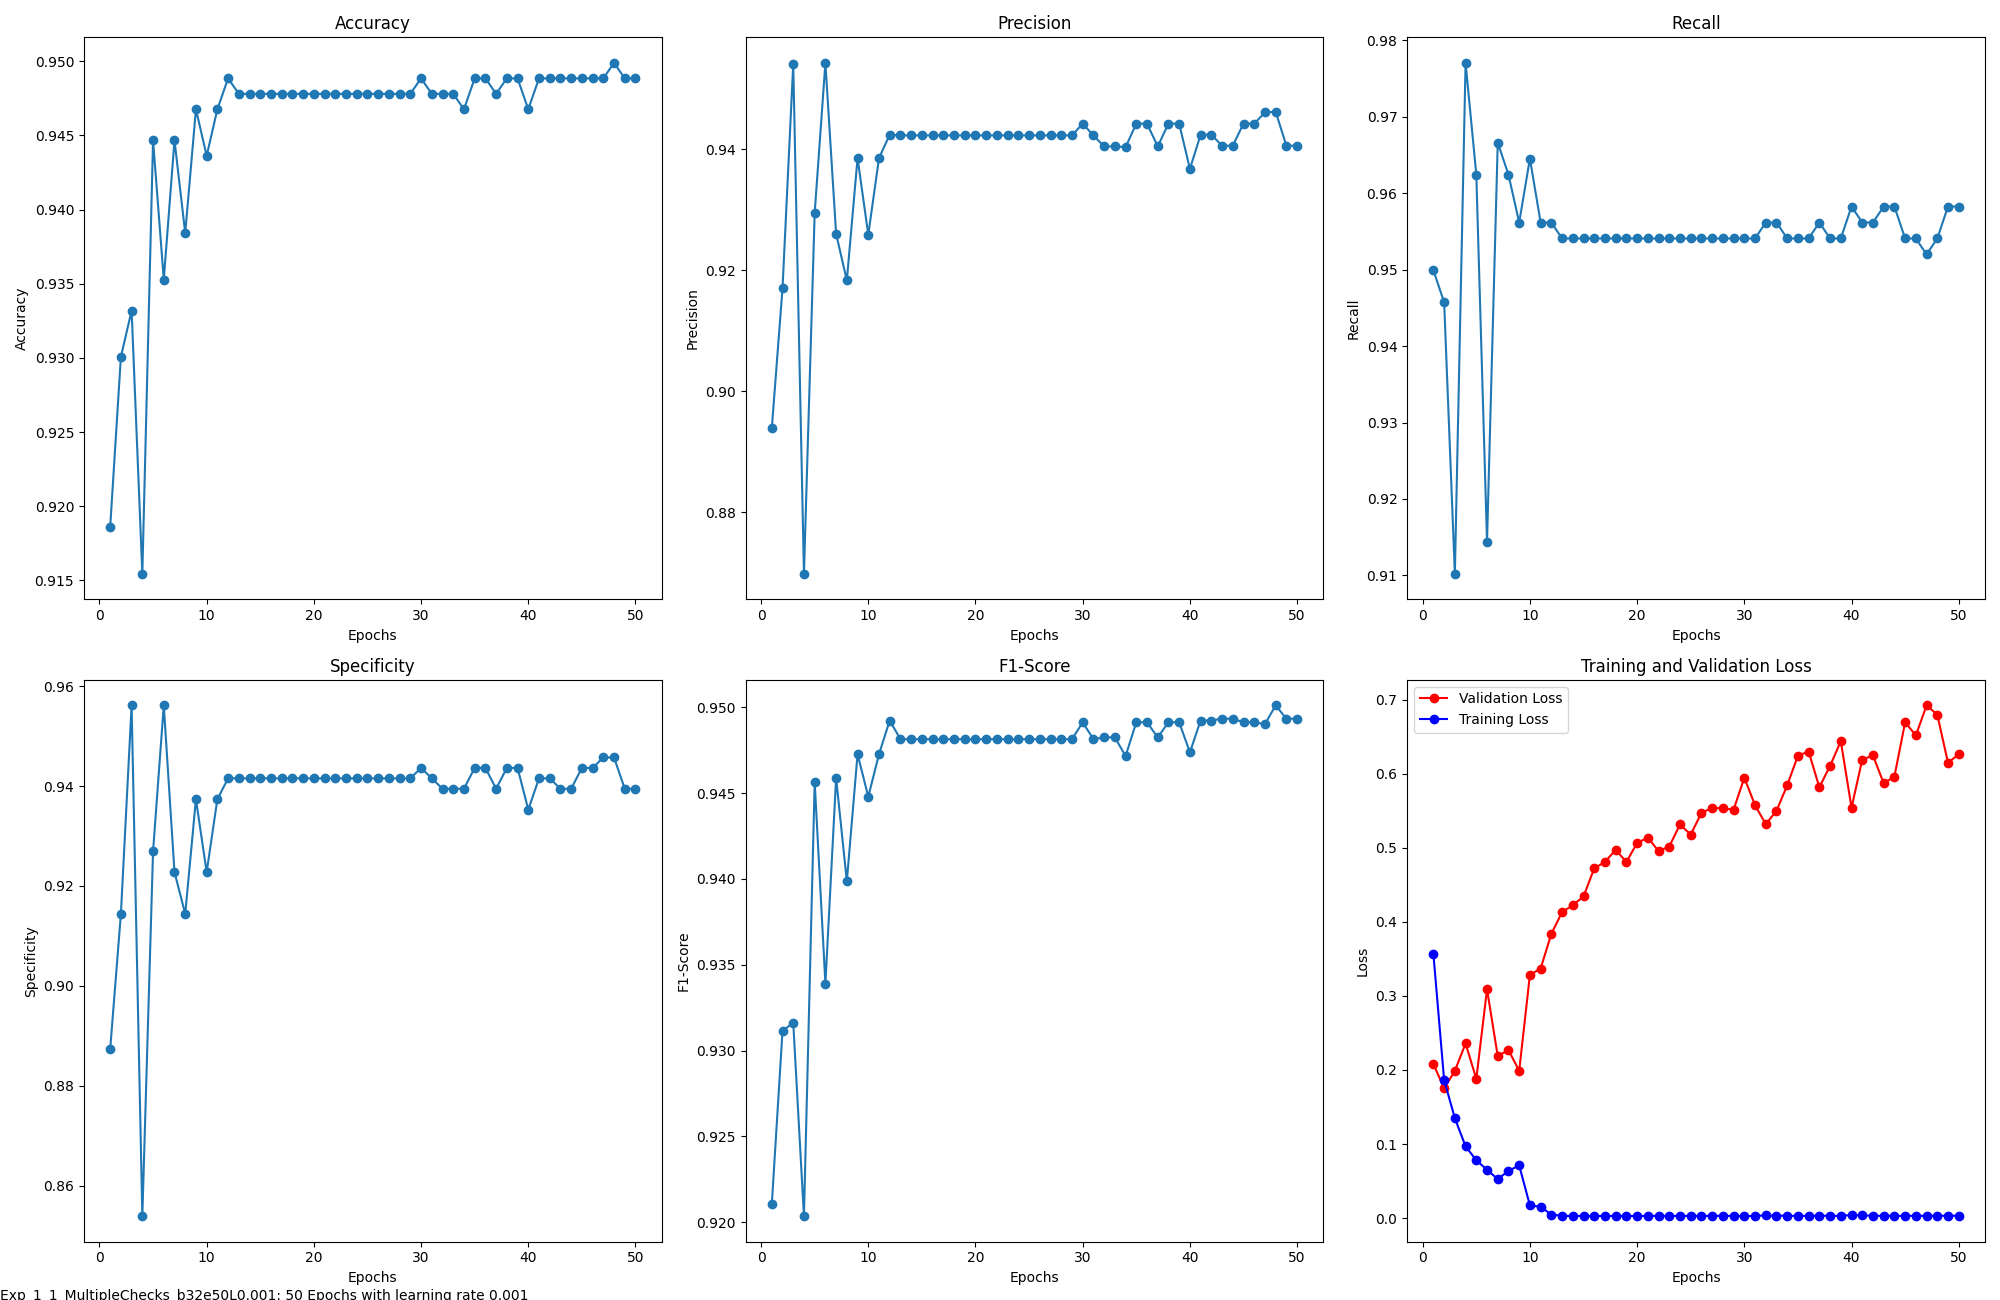 Accuracy
Accuracy
0.950
0.945
0.940
0.935
0.930
0.925
0.920
0.915
0 10 20 30 40 50
Epochs
Precision
Precision
0.94
0.92
0.90
0.88
0 10 20 30 40 50
Epochs
Recall
Recall
0.98
0.97
0.96
0.95
0.94
0.93
0.92
0.91
0 10 20 30 40 50
Epochs
Specificity
Specificity
0.96
0.94
0.92
0.90
0.88
0.86
0 10 20 30 40 50
Epochs
F1-Score
F1-Score
0.950
0.945
0.940
0.935
0.930
0.925
0.920
0 10 20 30 40 50
Epochs
Training and Validation Loss
Validation Loss
Training Loss
Loss
0.7
0.6
0.5
0.4
0.3
0.2
0.1
0.0
0 10 20 30 40 50
Epochs
Exp_1_1_MultipleChecks_b32e50L0.001: 50 Epochs with learning rate 0.001